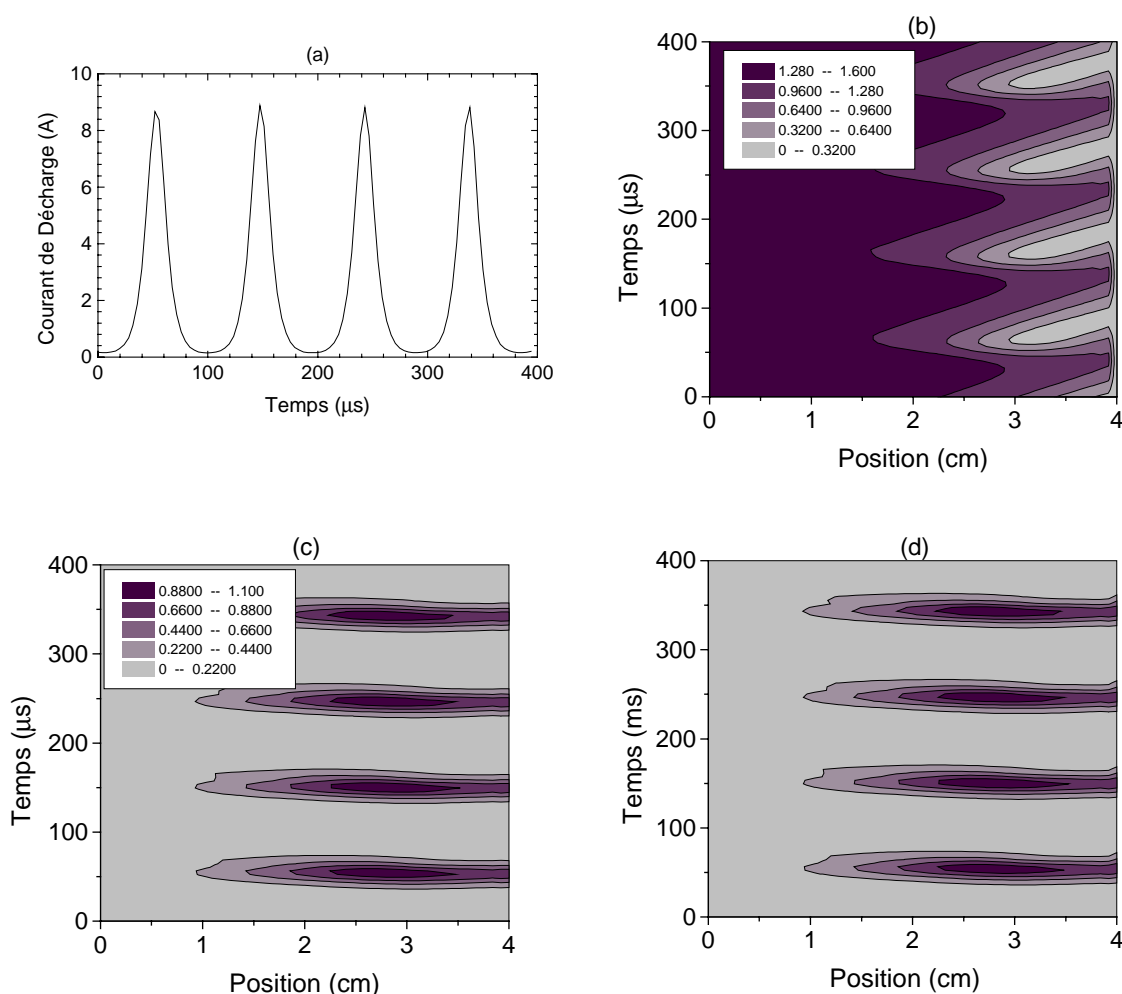 (a)
10
8
6
4
2
0
0 100 200 300 400
Courant de Décharge (A)
Temps (µs)
(b)
400
300
200
100
0
0 1 2 3 4
1.280 -- 1.600
0.9600 -- 1.280
0.6400 -- 0.9600
0.3200 -- 0.6400
0 -- 0.3200
Temps (µs)
Position (cm)
(c)
400
300
200
100
0
0 1 2 3 4
0.8800 -- 1.100
0.6600 -- 0.8800
0.4400 -- 0.6600
0.2200 -- 0.4400
0 -- 0.2200
Temps (µs)
Position (cm)
(d)
400
300
200
100
0
0 1 2 3 4
Temps (ms)
Position (cm)